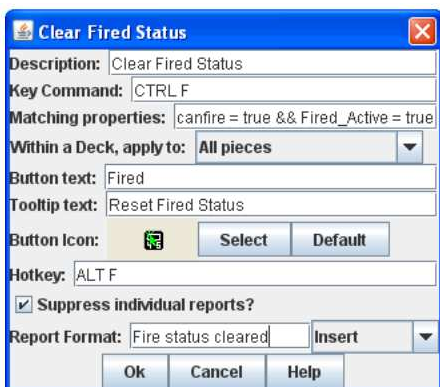 Clear Fired Status
Description: Clear Fired Status
Key Command: CTRL F
Matching properties: canfire = true && Fired_Active = true
Within a Deck, apply to: All pieces
Button text: Fired
Tooltip text: Reset Fired Status
Button Icon: Select Default
Hotkey: ALT F
Suppress individual reports?
Report Format: Fire status cleared Insert
Ok Cancel Help